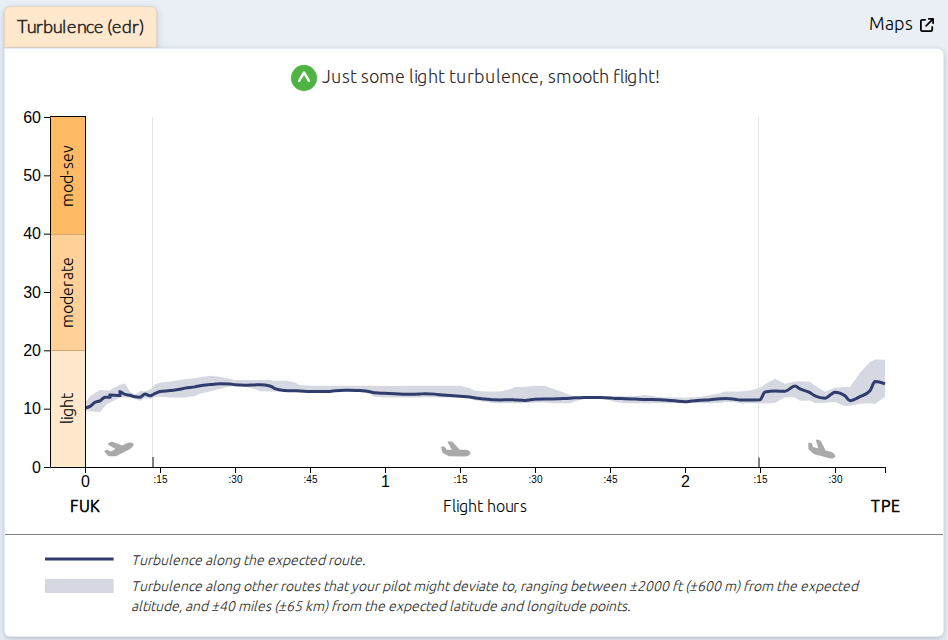 Turbulence (edr)
Maps
Just some light turbulence, smooth flight!
60
50
40
30
20
10
0
mod-sev
moderate
light
0 :15 :30 :45 1 :15 :30 :45 2 :15 :30
FUK Flight hours TPE
Turbulence along the expected route.
Turbulence along other routes that your pilot might deviate to, ranging between ±2000 ft (±600 m) from the expected
altitude, and ±40 miles (±65 km) from the expected latitude and longitude points.